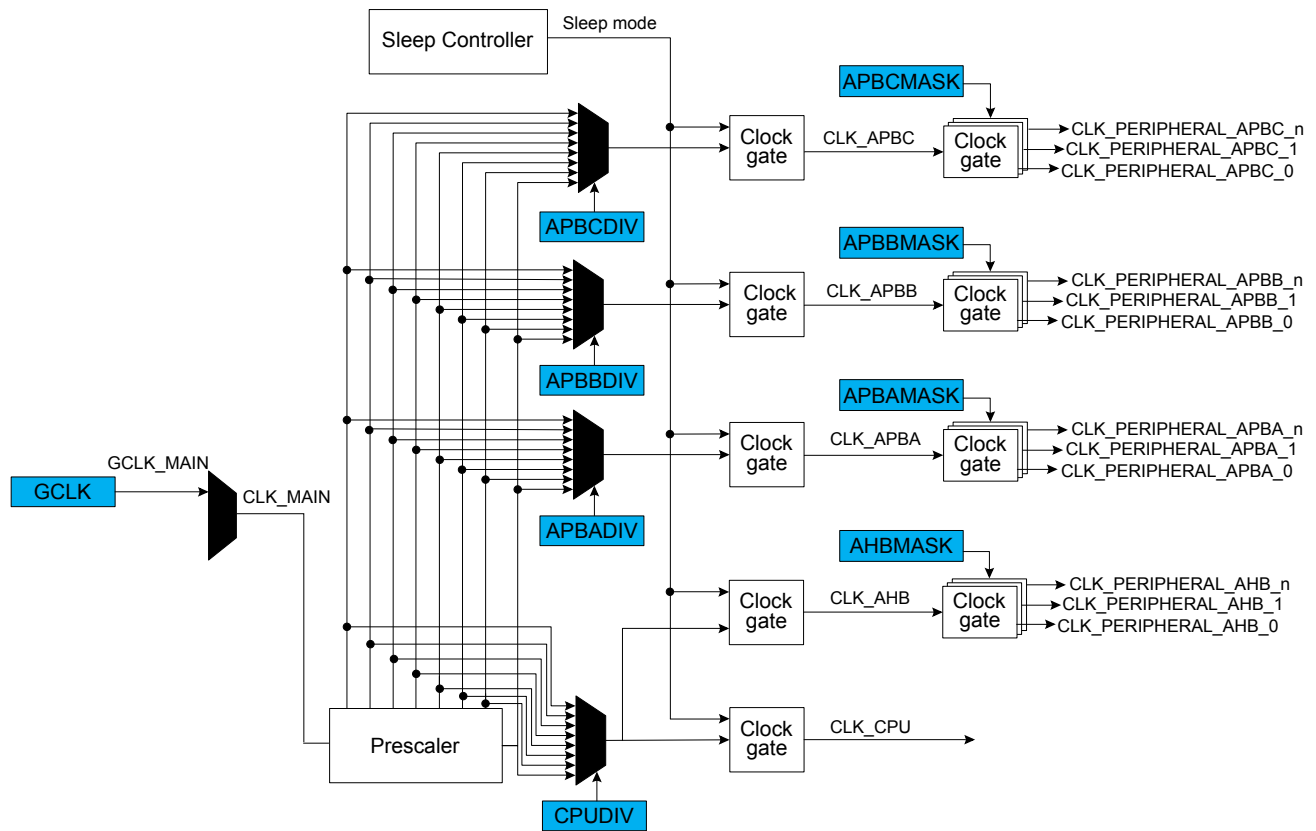 Sleep mode
Sleep Controller
APBCMASK
Clock
gate
CLK_APBC
Clock
gate
CLK_PERIPHERAL_APBC_n
CLK_PERIPHERAL_APBC_1
CLK_PERIPHERAL_APBC_0
APBCDIV
APBBMASK
Clock
gate
CLK_APBB
Clock
gate
CLK_PERIPHERAL_APBB_n
CLK_PERIPHERAL_APBB_1
CLK_PERIPHERAL_APBB_0
APBBDIV
APBAMASK
Clock
gate
CLK_APBA
Clock
gate
CLK_PERIPHERAL_APBA_n
CLK_PERIPHERAL_APBA_1
CLK_PERIPHERAL_APBA_0
GCLK_MAIN
GCLK
CLK_MAIN
APBADIV
AHBMASK
Clock
gate
CLK_AHB
Clock
gate
CLK_PERIPHERAL_AHB_n
CLK_PERIPHERAL_AHB_1
CLK_PERIPHERAL_AHB_0
Prescaler
Clock
gate
CLK_CPU
CPUDIV